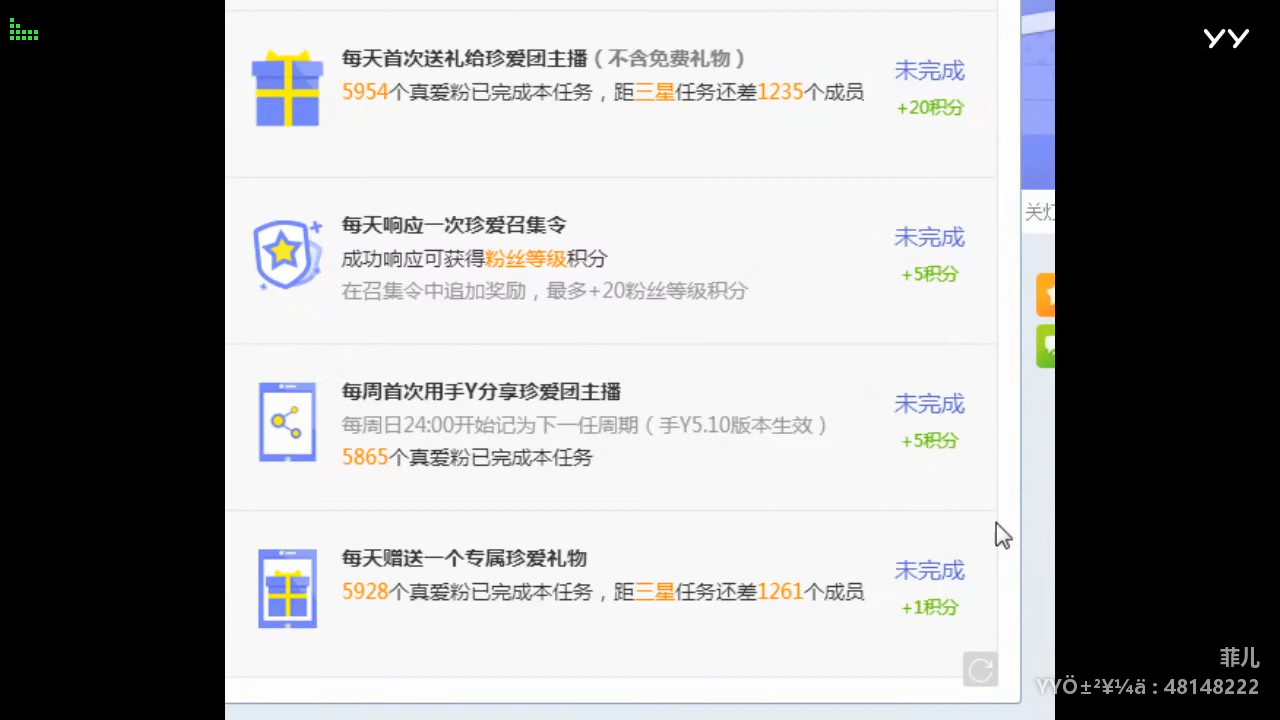 YY
每天首次送礼给珍爱团主播（不含免费礼物）
未完成
5954个真爱粉已完成本任务，距三星任务还差1235个成员
+20积分
关灯
每天响应一次珍爱召集令
未完成
成功响应可获得粉丝等级积分
+5积分
在召集令中追加奖励，最多+20粉丝等级积分
每周首次用手Y分享珍爱团主播
未完成
每周日24:00开始记为下一任周期（手Y5.10版本生效）
+5积分
5865个真爱粉已完成本任务
每天赠送一个专属珍爱礼物
未完成
5928个真爱粉已完成本任务，距三星任务还差1261个成员
+1积分
菲儿
YYÖ±²¥¼ä : 48148222